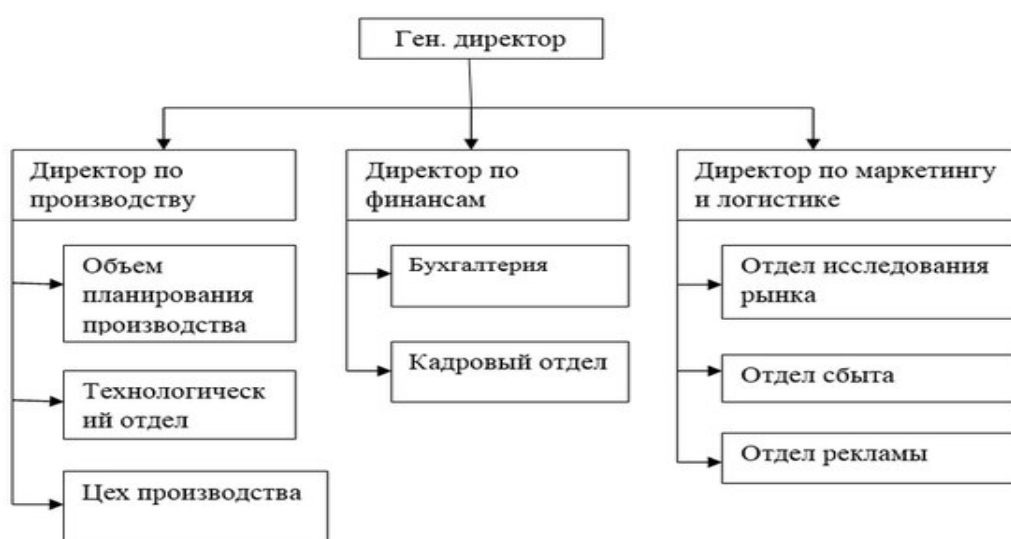 Ген. директор
Директор по
производству
Объем
планирования
производства
Технологическ
ий отдел
Цех производства
Директор по
финансам
Бухгалтерия
Кадровый отдел
Директор по маркетингу
и логистике
Отдел исследования
рынка
Отдел сбыта
Отдел рекламы